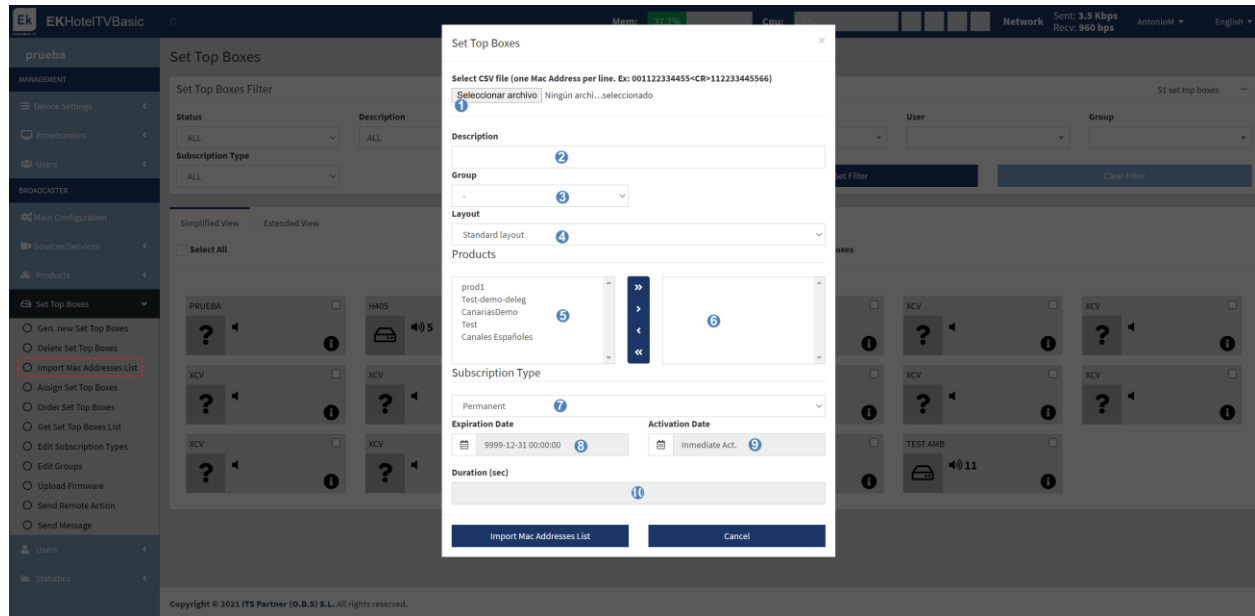 Ek EKHotelTVBasic
Mem: 37.2% Cpu:
Network Sent: 3.5 Kbps
Recv: 960 bps
AntonioM English
prueba
MANAGEMENT
Device Settings
Broadcasters
Users
BROADCASTER
Main Configuration
Sources/Services
Products
Set Top Boxes
Gen. new Set Top Boxes
Delete Set Top Boxes
Import Mac Addresses List
Assign Set Top Boxes
Order Set Top Boxes
Get Set Top Boxes List
Edit Subscription Types
Edit Groups
Upload Firmware
Send Remote Action
Send Message
Users
Statistics
Set Top Boxes
Set Top Boxes Filter
51 set top boxes
Status Description User Group
ALL ALL
Subscription Type
ALL
Set Filter Clear Filter
Simplified View Extended View
Select All
oxes
PRUEBA H405 XCV XCV
5
XCV XCV XCV XCV
XCV XCV TEST AMB
11
Set Top Boxes ×
Select CSV file (one Mac Address per line. Ex: 001122334455<CR>112233445566)
Seleccionar archivo Ningún archi...seleccionado
1
Description
2
Group
- 3
Layout
Standard layout 4
Products
prod1
Test-demo-deleg
CanariasDemo
Test
Canales Españoles
5
»
›
‹
«
6
Subscription Type
Permanent 7
Expiration Date Activation Date
9999-12-31 00:00:00 8 Inmediate Act. 9
Duration (sec)
10
Import Mac Addresses List Cancel
Copyright © 2021 ITS Partner (O.B.S) S.L. All rights reserved.